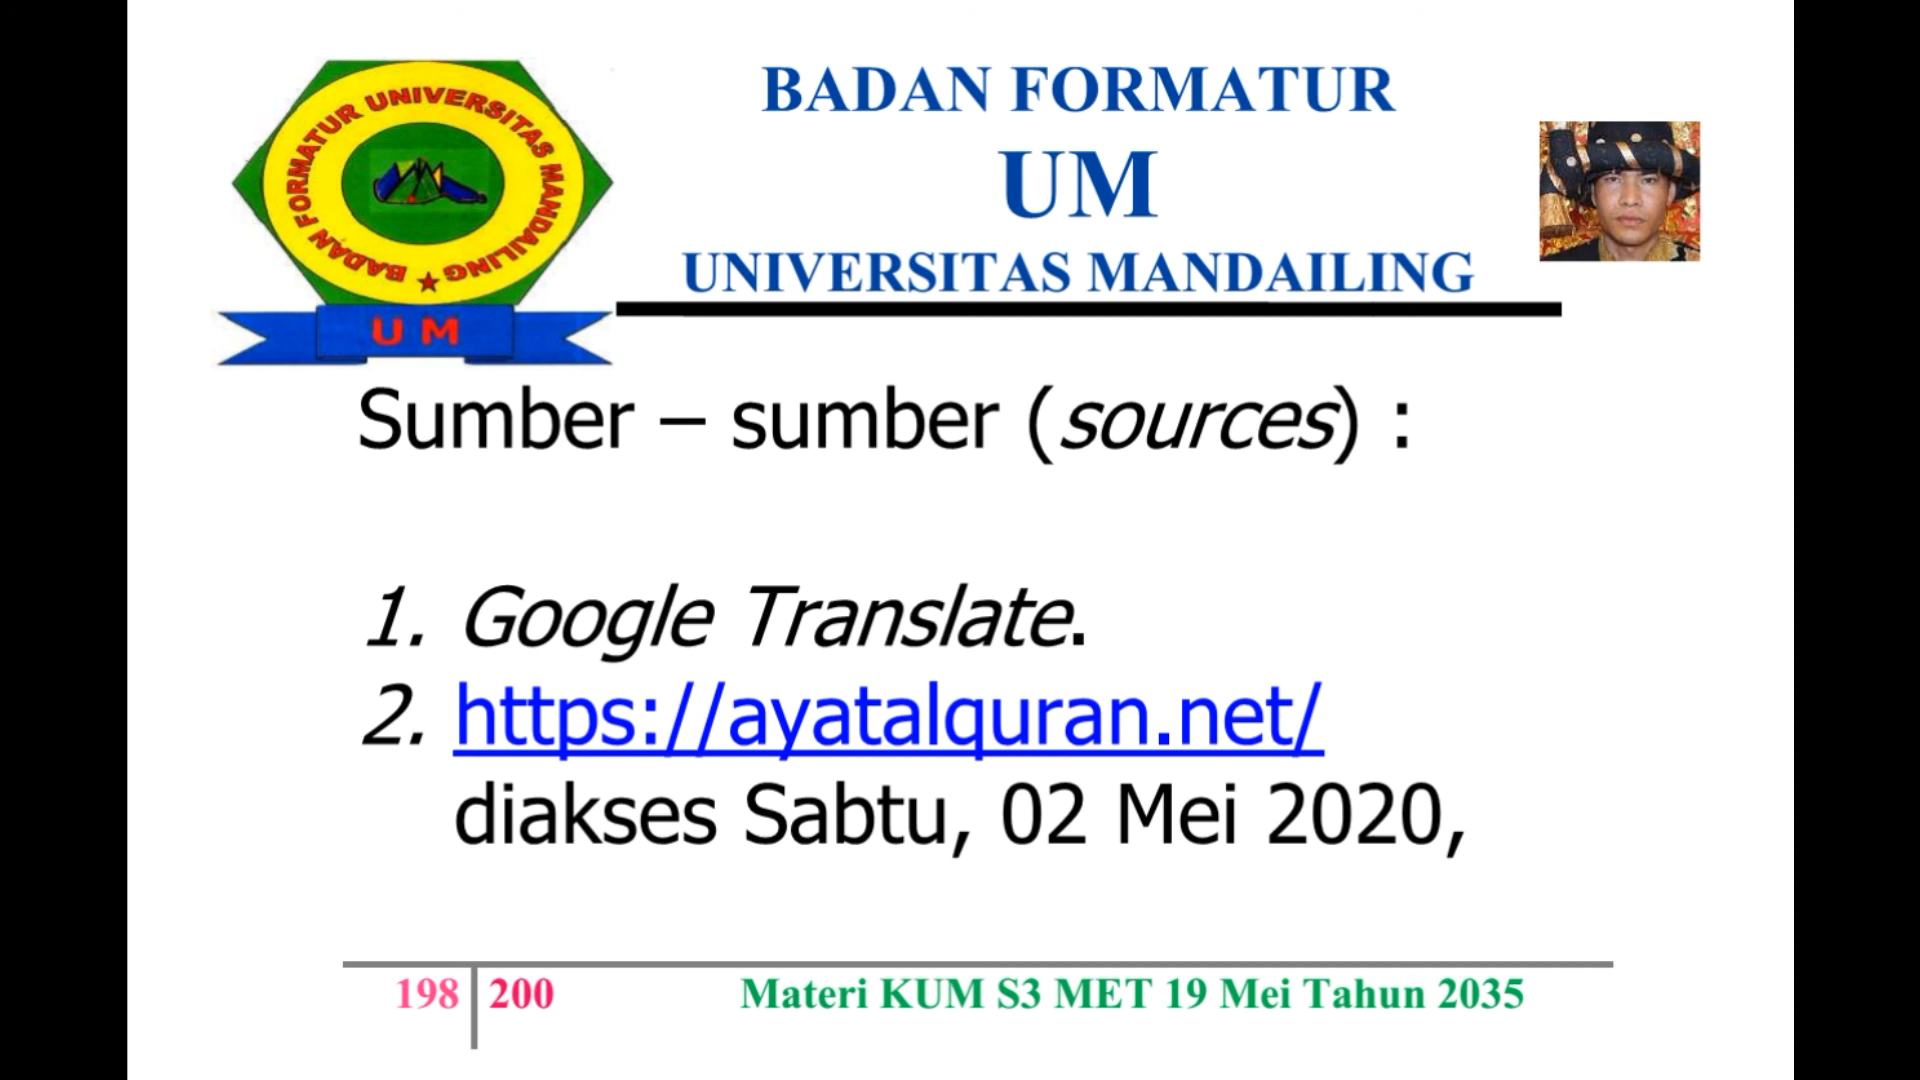 BADAN FORMATUR UNIVERSITAS MANDAILING
U M
BADAN FORMATUR
UM
UNIVERSITAS MANDAILING
Sumber – sumber (sources) :
1. Google Translate.
2. https://ayatalquran.net/
diakses Sabtu, 02 Mei 2020,
198 200 Materi KUM S3 MET 19 Mei Tahun 2035